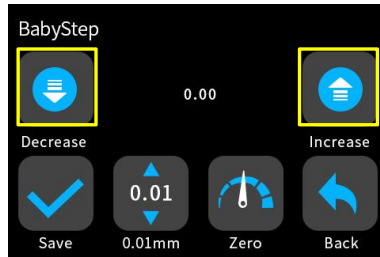 BabyStep
0.00
Decrease
Increase
0.01
Save
0.01mm
Zero
Back